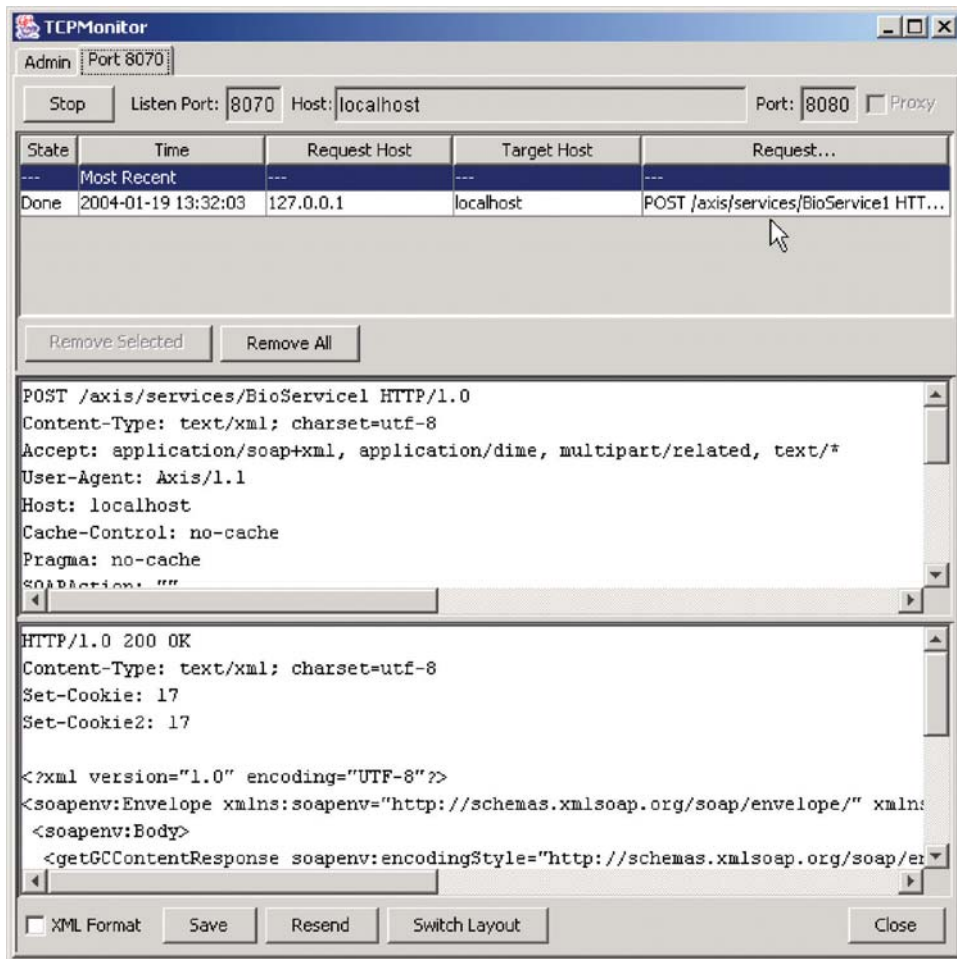 TCPMonitor
Admin Port 8070
Stop Listen Port: 8070 Host: localhost Port: 8080 Proxy
State Time Request Host Target Host Request...
--- Most Recent --- --- ---
Done 2004-01-19 13:32:03 127.0.0.1 localhost POST /axis/services/BioService1 HTT...
Remove Selected Remove All
POST /axis/services/BioService1 HTTP/1.0
Content-Type: text/xml; charset=utf-8
Accept: application/soap+xml, application/dime, multipart/related, text/*
User-Agent: Axis/1.1
Host: localhost
Cache-Control: no-cache
Pragma: no-cache
SOAPAction: ""
HTTP/1.0 200 OK
Content-Type: text/xml; charset=utf-8
Set-Cookie: 17
Set-Cookie2: 17
<?xml version="1.0" encoding="UTF-8"?>
<soapenv:Envelope xmlns:soapenv="http://schemas.xmlsoap.org/soap/envelope/" xmlns
<soapenv:Body>
<getGCContentResponse soapenv:encodingStyle="http://schemas.xmlsoap.org/soap/en
XML Format Save Resend Switch Layout Close